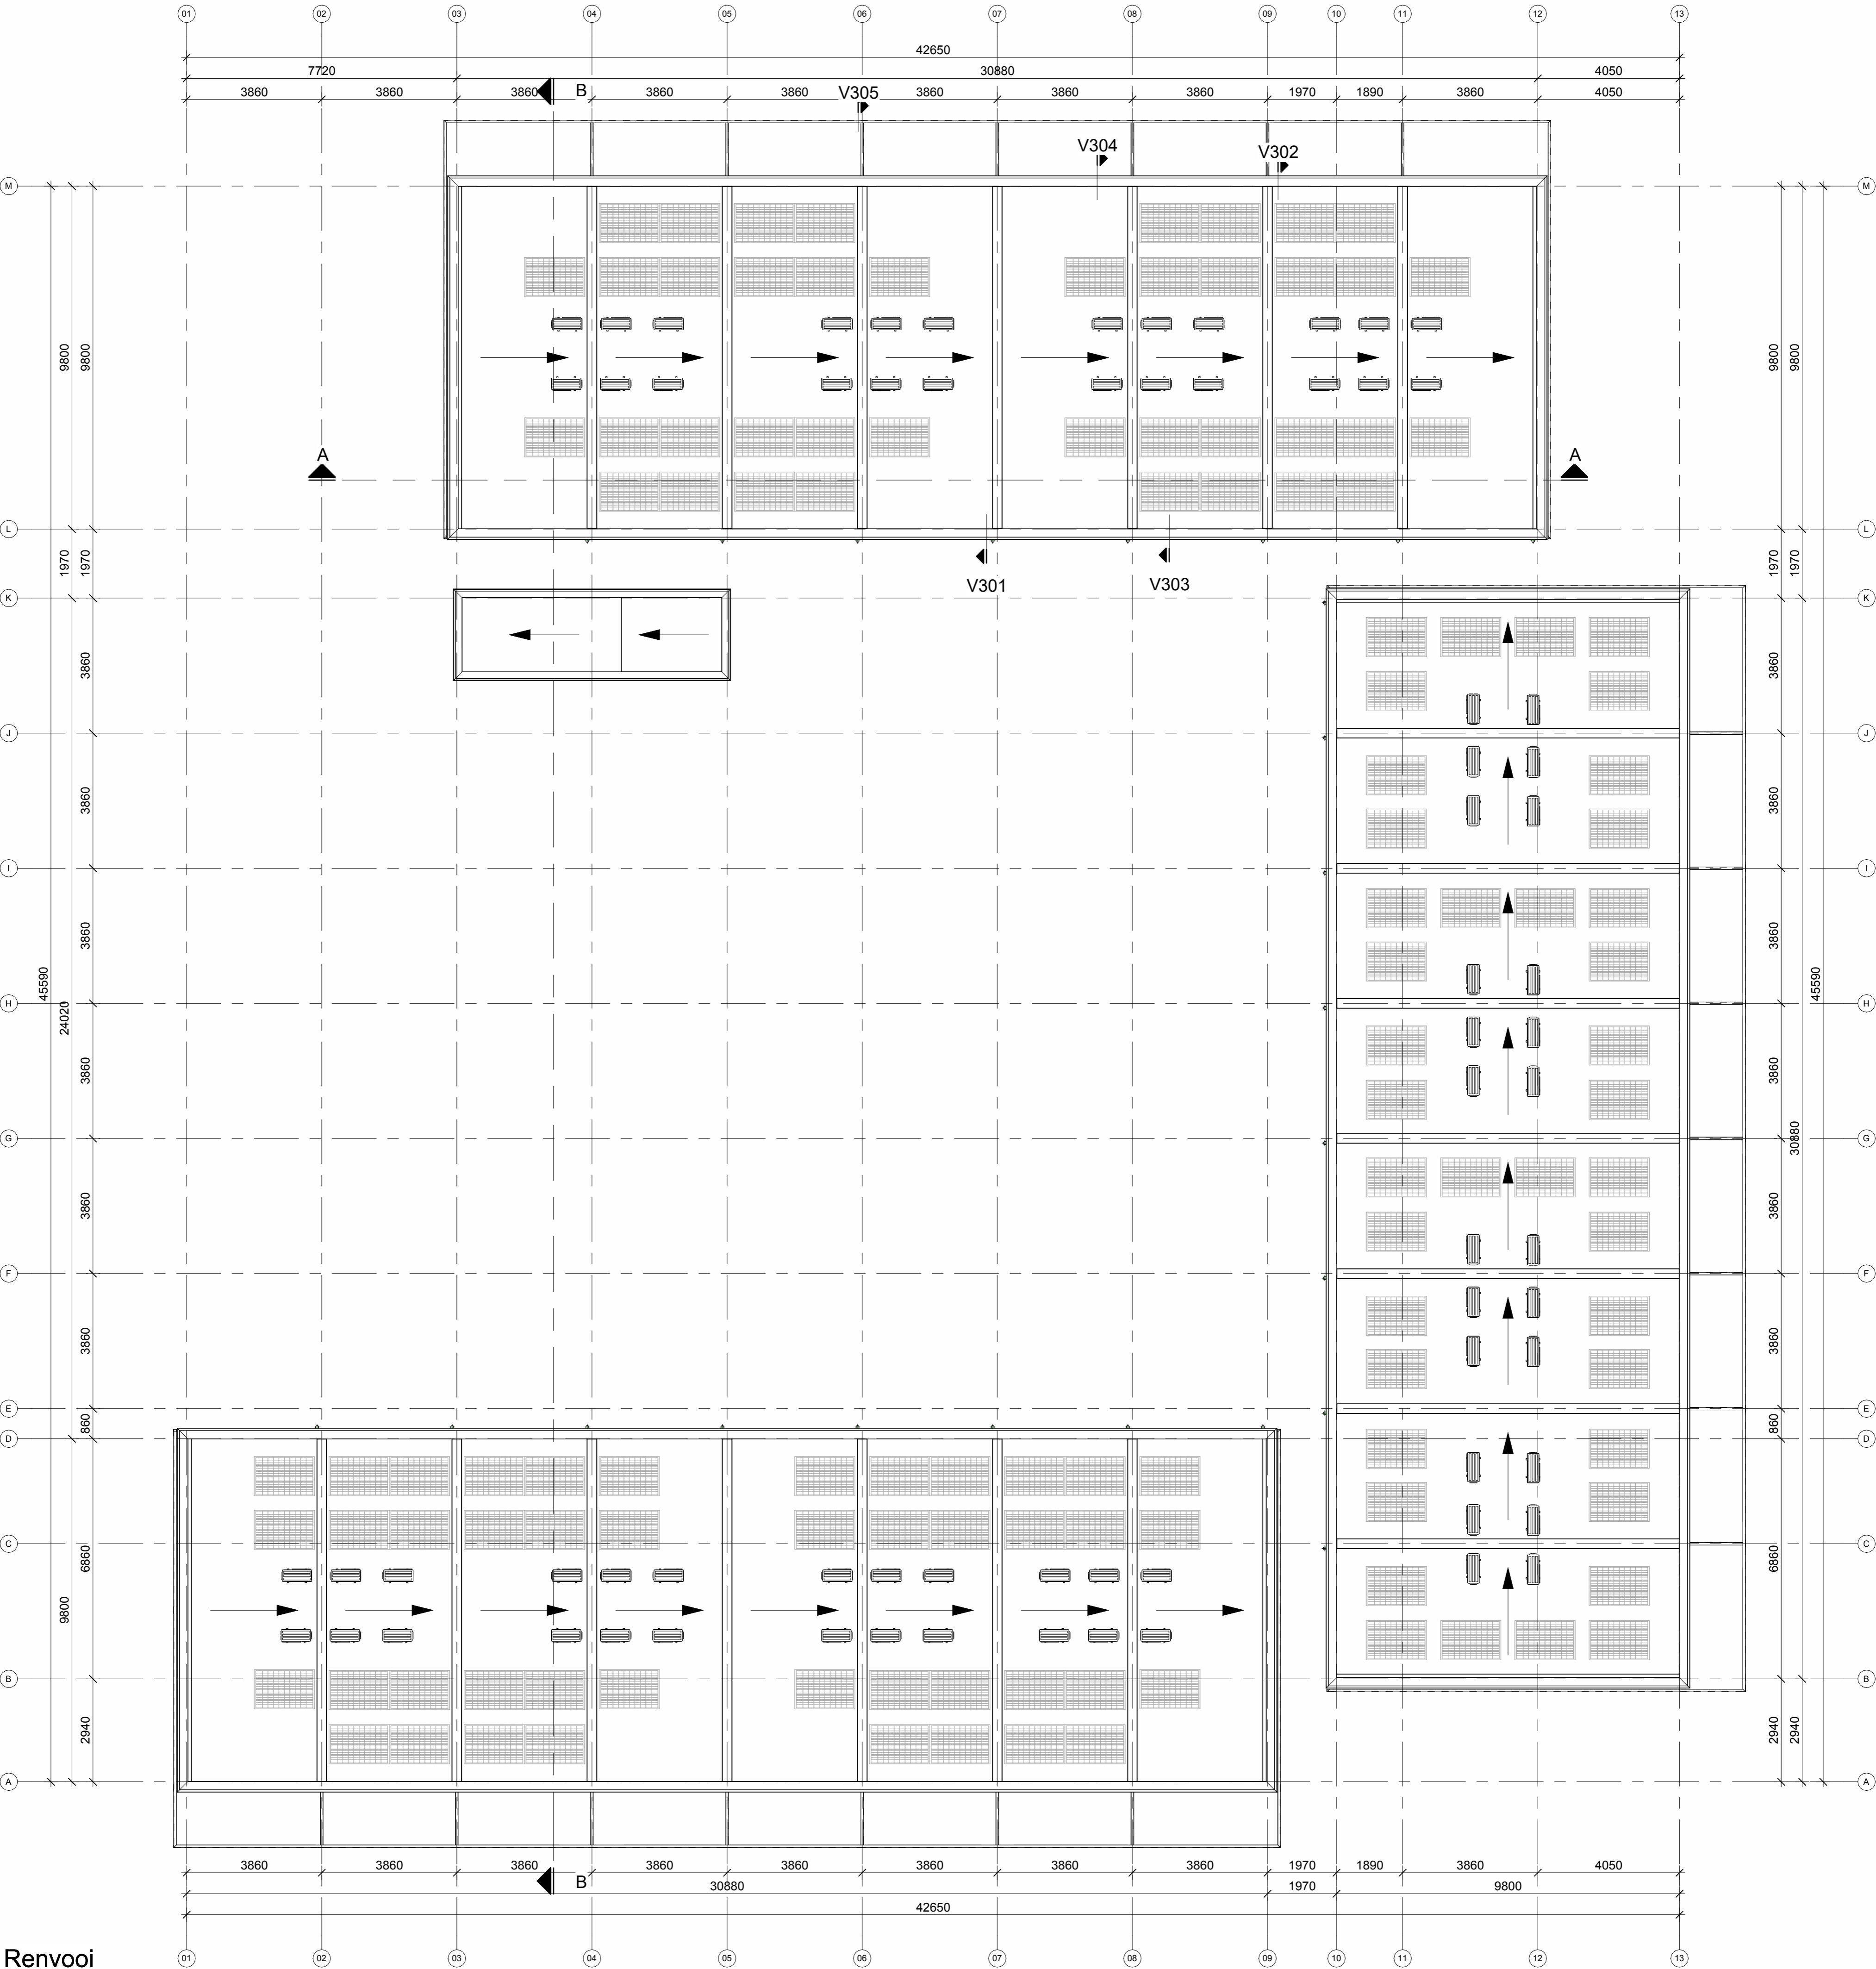 01 02 03 04 05 06 07 08 09 10 11 12 13
42650
7720 30880 4050
3860 3860 3860 3860 3860 3860 3860 3860 1970 1890 3860 4050
B
V305
V304
V302
M M
9800 9800 9800 9800
A A
L L
1970 1970 1970 1970
V301 V303
K K
3860 3860
J J
3860 3860
I I
3860 3860
45590 24020 45590
H H
3860 3860
G G
30880
3860 3860
F F
3860 3860
E E
860 860
D D
C C
6860 6860
9800
B B
2940 2940 2940
A A
3860 3860 3860 3860 3860 3860 3860 3860 1970 1890 3860 4050
B
30880 1970 9800
42650
Renvooi
01 02 03 04 05 06 07 08 09 10 11 12 13